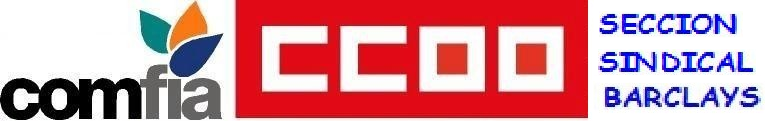 comfia
CCOO
SECCION
SINDICAL
BARCLAYS